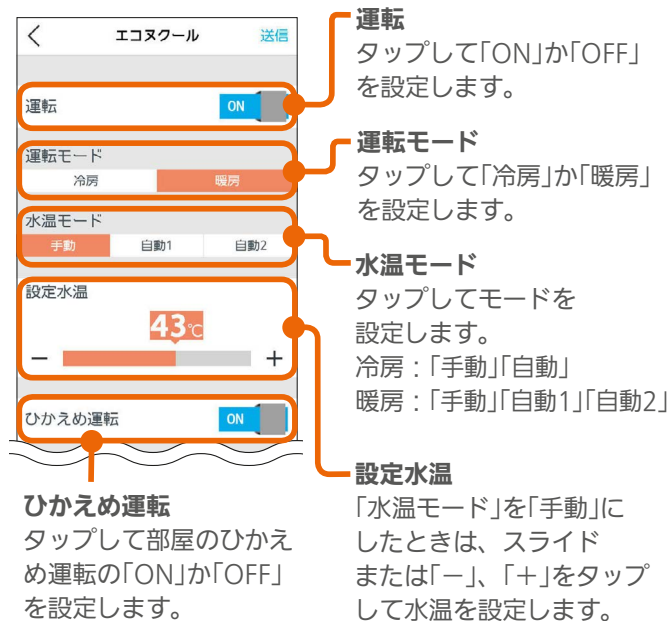 エコヌクール
送信
運転
ON
運転モード
冷房
暖房
水温モード
手動
自動1
自動2
設定水温
43℃
－
＋
ひかえめ運転
ON
運転
タップして「ON」か「OFF」
を設定します。
運転モード
タップして「冷房」か「暖房」
を設定します。
水温モード
タップしてモードを
設定します。
冷房：「手動」「自動」
暖房：「手動」「自動1」「自動2」
設定水温
「水温モード」を「手動」に
したときは、スライド
または「－」、「＋」をタップ
して水温を設定します。
ひかえめ運転
タップして部屋のひかえ
め運転の「ON」か「OFF」
を設定します。